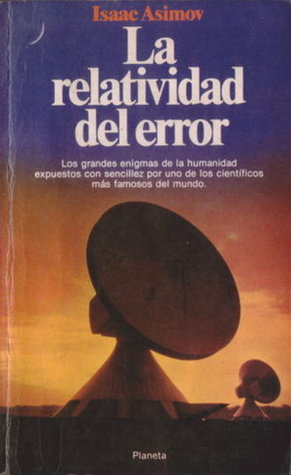 Isaac Asimov
La
relatividad
del error
Los grandes enigmas de la humanidad
expuestos con sencillez por uno de los científicos
más famosos del mundo.
Planeta